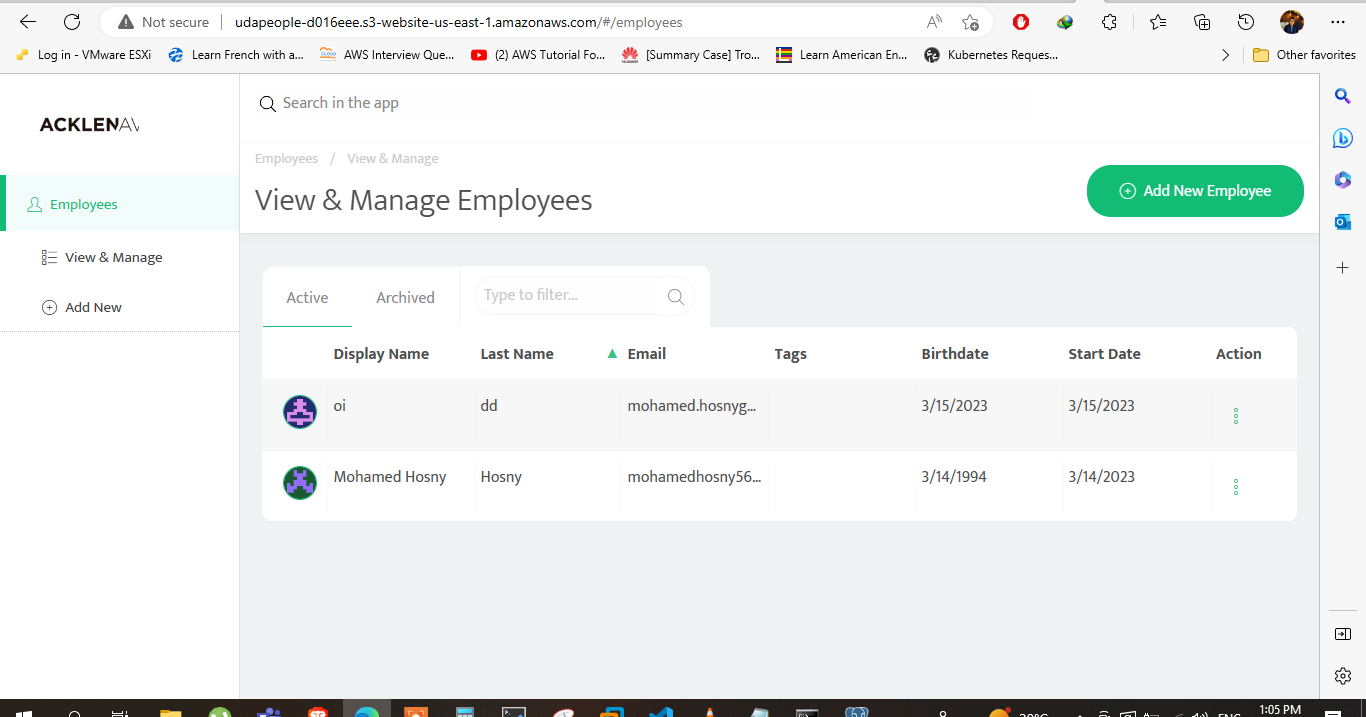 Not secure udapeople-d016eee.s3-website-us-east-1.amazonaws.com/#/employees
Log in - VMware ESXi Learn French with a... AWS Interview Que... (2) AWS Tutorial Fo... [Summary Case] Tro... Learn American En... Kubernetes Reques... Other favorites
ACKLENAV
Search in the app
Employees / View & Manage
View & Manage Employees
Add New Employee
Employees
View & Manage
Add New
Active Archived Type to filter...
Display Name Last Name Email Tags Birthdate Start Date Action
oi dd mohamed.hosnyg... 3/15/2023 3/15/2023
Mohamed Hosny Hosny mohamedhosny56... 3/14/1994 3/14/2023
1:05 PM